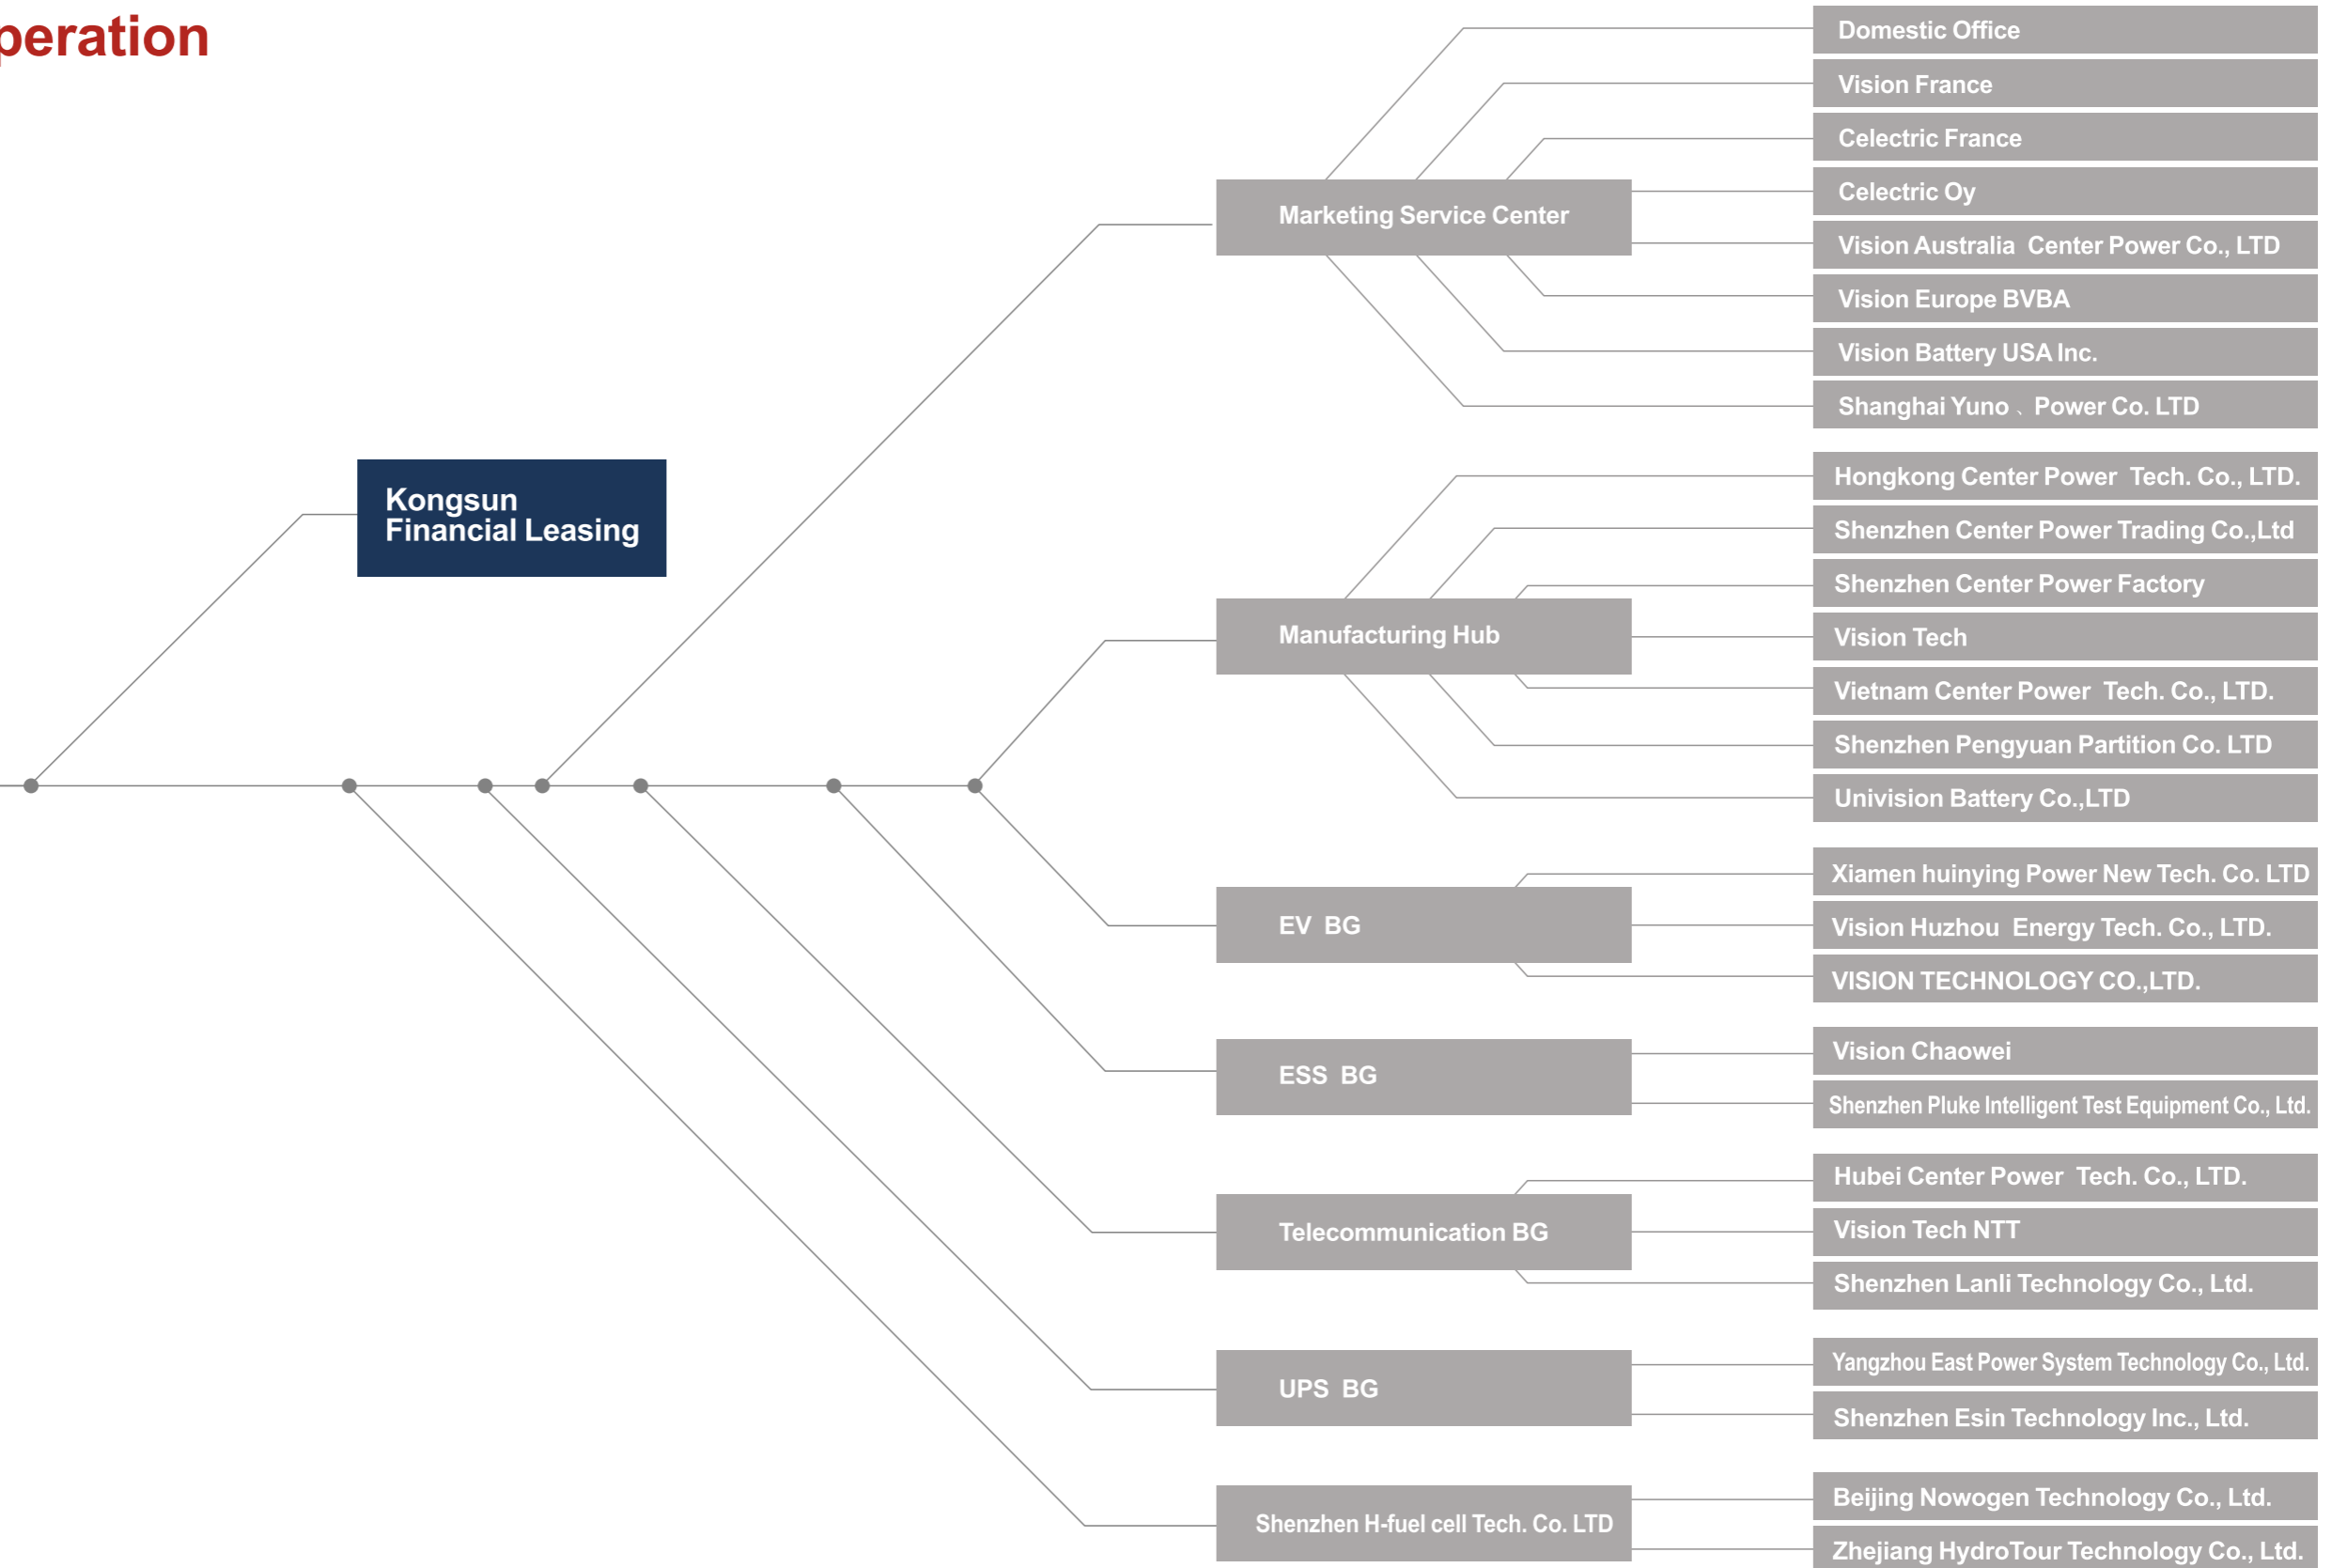 peration
Kongsun
Financial Leasing
Marketing Service Center
Domestic Office
Vision France
Celectric France
Celectric Oy
Vision Australia Center Power Co., LTD
Vision Europe BVBA
Vision Battery USA Inc.
Shanghai Yuno 、Power Co. LTD
Manufacturing Hub
Hongkong Center Power Tech. Co., LTD.
Shenzhen Center Power Trading Co.,Ltd
Shenzhen Center Power Factory
Vision Tech
Vietnam Center Power Tech. Co., LTD.
Shenzhen Pengyuan Partition Co. LTD
Univision Battery Co.,LTD
EV BG
Xiamen huinying Power New Tech. Co. LTD
Vision Huzhou Energy Tech. Co., LTD.
VISION TECHNOLOGY CO.,LTD.
ESS BG
Vision Chaowei
Shenzhen Pluke Intelligent Test Equipment Co., Ltd.
Telecommunication BG
Hubei Center Power Tech. Co., LTD.
Vision Tech NTT
Shenzhen Lanli Technology Co., Ltd.
UPS BG
Yangzhou East Power System Technology Co., Ltd.
Shenzhen Esin Technology Inc., Ltd.
Shenzhen H-fuel cell Tech. Co. LTD
Beijing Nowogen Technology Co., Ltd.
Zhejiang HydroTour Technology Co., Ltd.